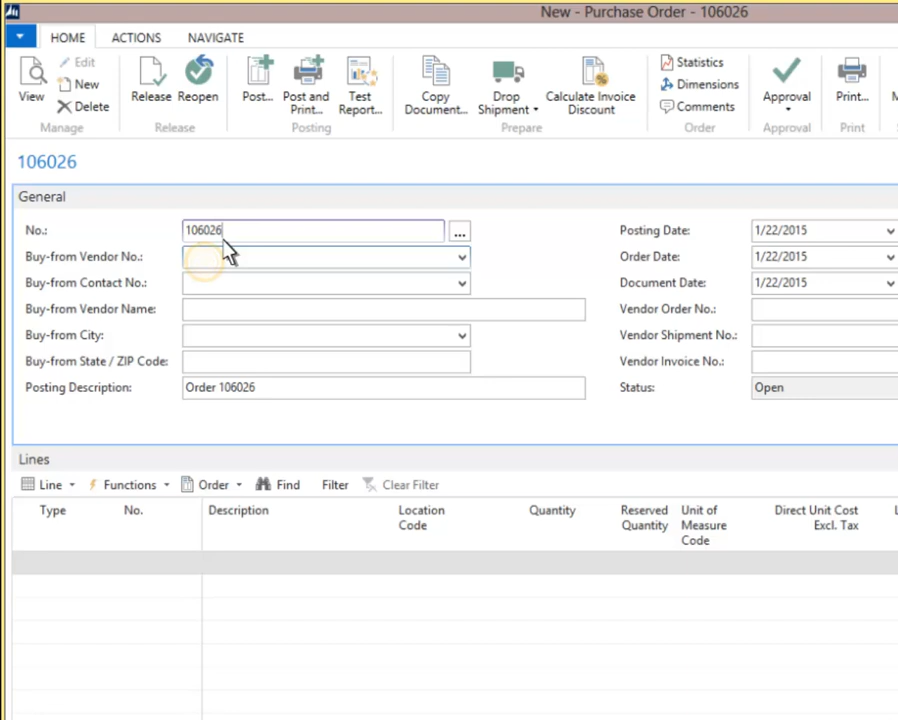 New - Purchase Order - 106026
HOME ACTIONS NAVIGATE
View
Edit
New
Delete
Manage
Release Reopen
Release
Post... Post and Print... Test Report...
Posting
Copy Document... Drop Shipment Calculate Invoice Discount
Prepare
Statistics
Dimensions
Comments
Order
Approval
Approval
Print...
Print
106026
General
No.: 106026 ...
Posting Date: 1/22/2015
Buy-from Vendor No.:
Order Date: 1/22/2015
Buy-from Contact No.:
Document Date: 1/22/2015
Buy-from Vendor Name:
Vendor Order No.:
Buy-from City:
Vendor Shipment No.:
Buy-from State / ZIP Code:
Vendor Invoice No.:
Posting Description: Order 106026
Status: Open
Lines
Line Functions Order Find Filter Clear Filter
Type No. Description Location Code Quantity Reserved Quantity Unit of Measure Code Direct Unit Cost Excl. Tax